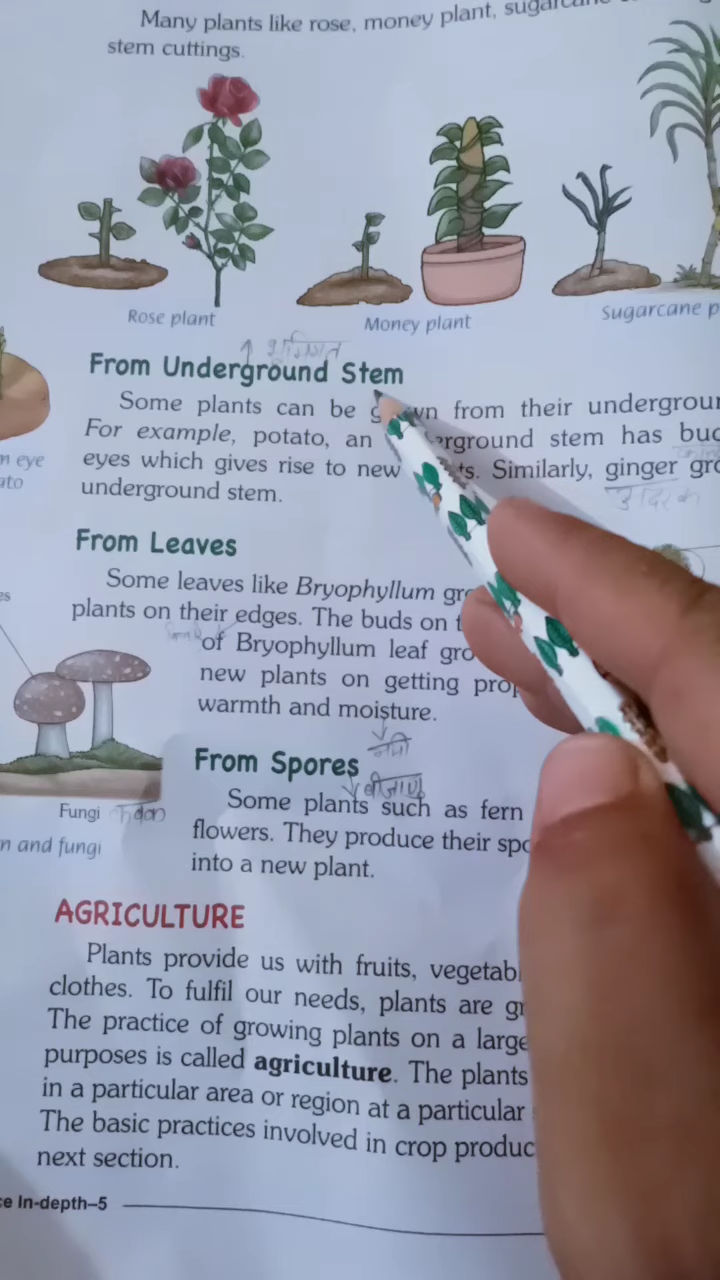 Many plants like rose, money plant,
stem cuttings.
Rose plant
Money plant
Sugarcane
From Underground Stem
Some plants can be from their
For example, potato, an stem has
eye
eyes which gives rise to new Similarly, ginger
underground stem.
From Leaves
Some leaves like Bryophyllum
plants on their edges. The buds on
of Bryophyllum leaf
new plants on getting
warmth and moisture.
नमी
From Spores
बीजाणु
Some plants such as fern
Fungi
flowers. They produce their
and fungi
into a new plant.
AGRICULTURE
Plants provide us with fruits,
clothes. To fulfil our needs, plants are
The practice of growing plants on a large
purposes is called agriculture. The plants
in a particular area or region at a particular
The basic practices involved in crop
next section.
In-depth–5